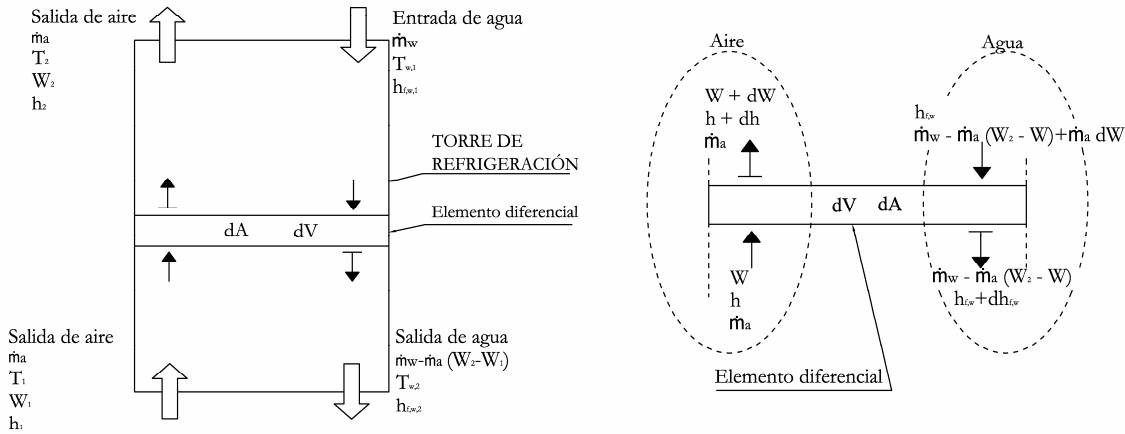 Salida de aire
ṁa
T₂
W₂
h₂
Entrada de agua
ṁw
Tw,1
hf,w,1
TORRE DE
REFRIGERACIÓN
Elemento diferencial
dA dV
Salida de aire
ṁa
T₁
W₁
h₁
Salida de agua
ṁw-ṁa (W₂-W₁)
Tw,2
hf,w,2
Aire
W + dW
h + dh
ṁa
Agua
hf,w
ṁw - ṁa (W₂ - W)+ṁa dW
dV dA
W
h
ṁa
ṁw - ṁa (W₂ - W)
hf,w+dhf,w
Elemento diferencial